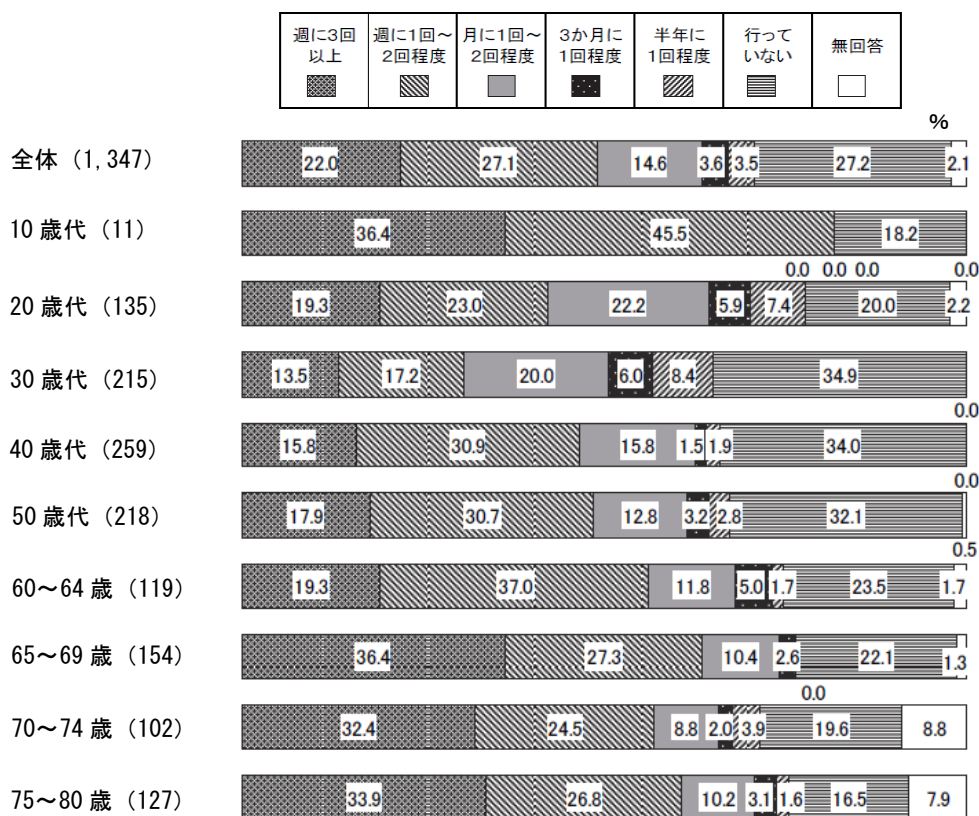 週に3回
以上
週に1回～
2回程度
月に1回～
2回程度
3か月に
1回程度
半年に
1回程度
行って
いない
無回答
%
全体（1,347）
22.0 27.1 14.6 3.6 3.5 27.2 2.1
10歳代（11）
36.4 45.5 18.2
0.0 0.0 0.0 0.0
20歳代（135）
19.3 23.0 22.2 5.9 7.4 20.0 2.2
30歳代（215）
13.5 17.2 20.0 6.0 8.4 34.9
0.0
40歳代（259）
15.8 30.9 15.8 1.5 1.9 34.0
0.0
50歳代（218）
17.9 30.7 12.8 3.2 2.8 32.1
0.5
60～64歳（119）
19.3 37.0 11.8 5.0 1.7 23.5 1.7
65～69歳（154）
36.4 27.3 10.4 2.6 22.1 1.3
0.0
70～74歳（102）
32.4 24.5 8.8 2.0 3.9 19.6 8.8
75～80歳（127）
33.9 26.8 10.2 3.1 1.6 16.5 7.9